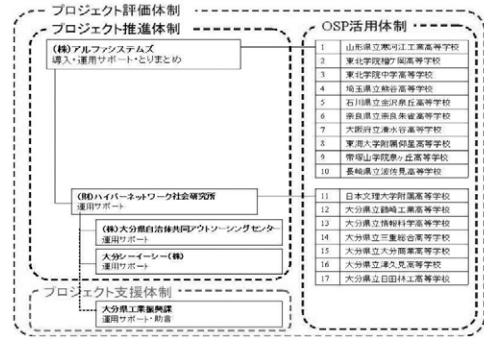 プロジェクト評価体制
プロジェクト推進体制
(株)アルファシステムズ
導入・運用サポート・とりまとめ
(財)ハイパーネットワーク社会研究所
運用サポート
(株)大分県自治体共同アウトソーシングセンター
運用サポート
大分シーイーシー(株)
運用サポート
プロジェクト支援体制
大分県工業振興課
運用サポート・助言
OSP活用体制
1 山形県立寒河江工業高等学校
2 東北学院榴ケ岡高等学校
3 東北学院中学高等学校
4 埼玉県立熊谷高等学校
5 石川県立金沢泉丘高等学校
6 奈良県立奈良朱雀高等学校
7 大阪府立清水谷高等学校
8 東海大学附属仰星高等学校
9 帝塚山学院泉ヶ丘高等学校
10 長崎県立波佐見高等学校
11 日本文理大学附属高等学校
12 大分県立鶴崎工業高等学校
13 大分県立情報科学高等学校
14 大分県立三重総合高等学校
15 大分県立大分商業高等学校
16 大分県立津久見高等学校
17 大分県立日田林工高等学校